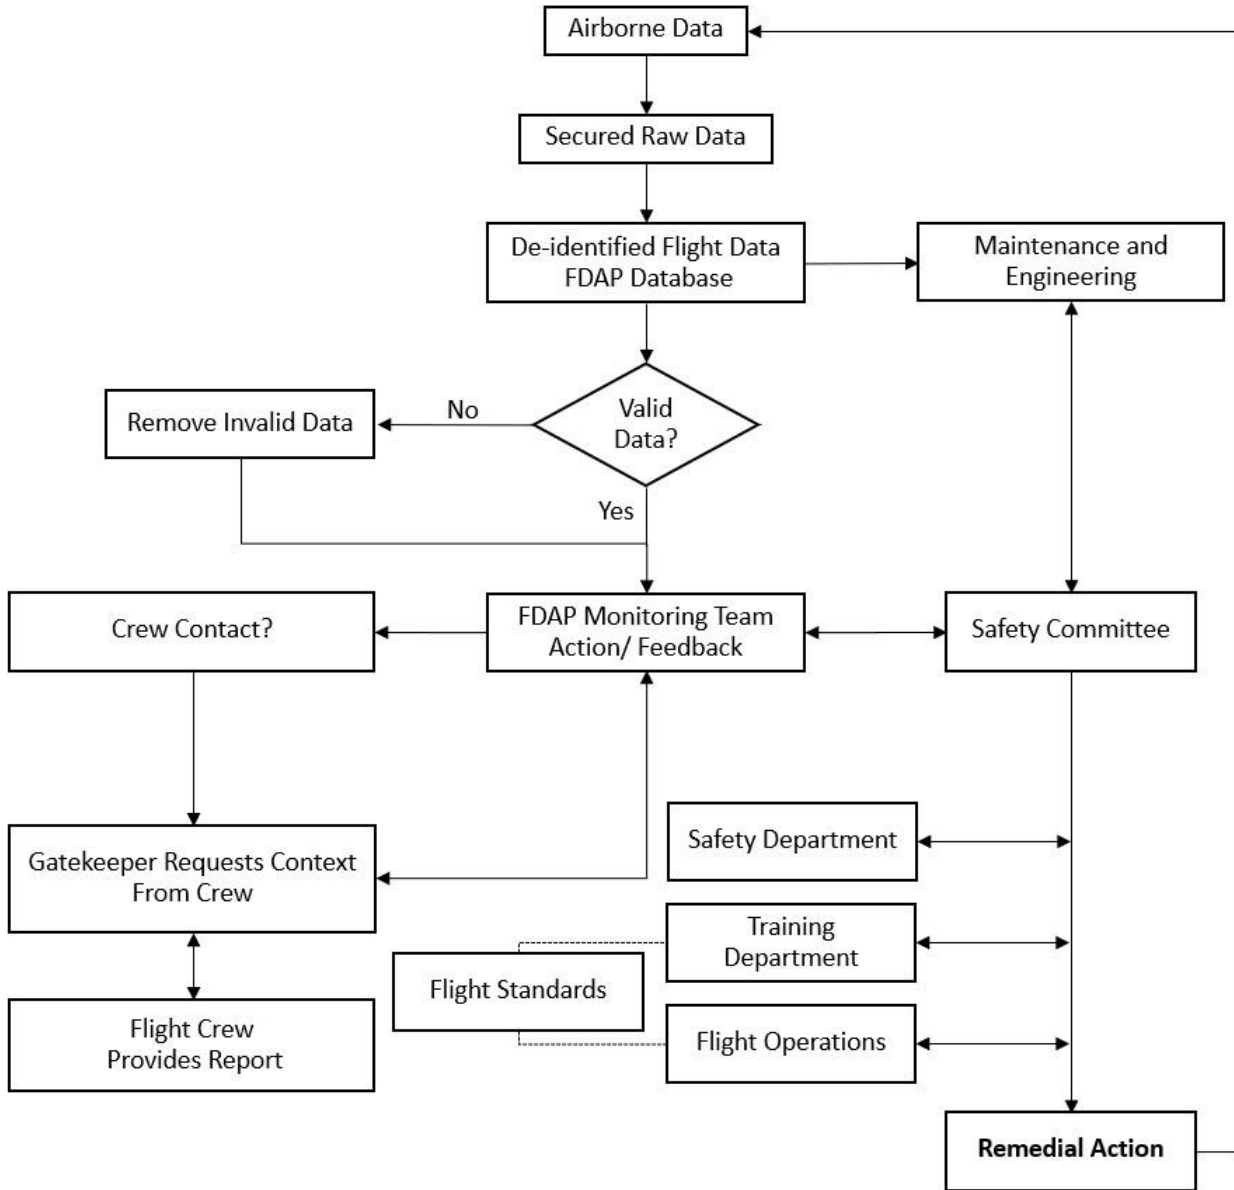 Airborne Data
Secured Raw Data
De-identified Flight Data
FDAP Database
Maintenance and
Engineering
Valid
Data?
No
Remove Invalid Data
Yes
Crew Contact?
FDAP Monitoring Team
Action/ Feedback
Safety Committee
Gatekeeper Requests Context
From Crew
Safety Department
Training
Department
Flight Standards
Flight Operations
Flight Crew
Provides Report
Remedial Action